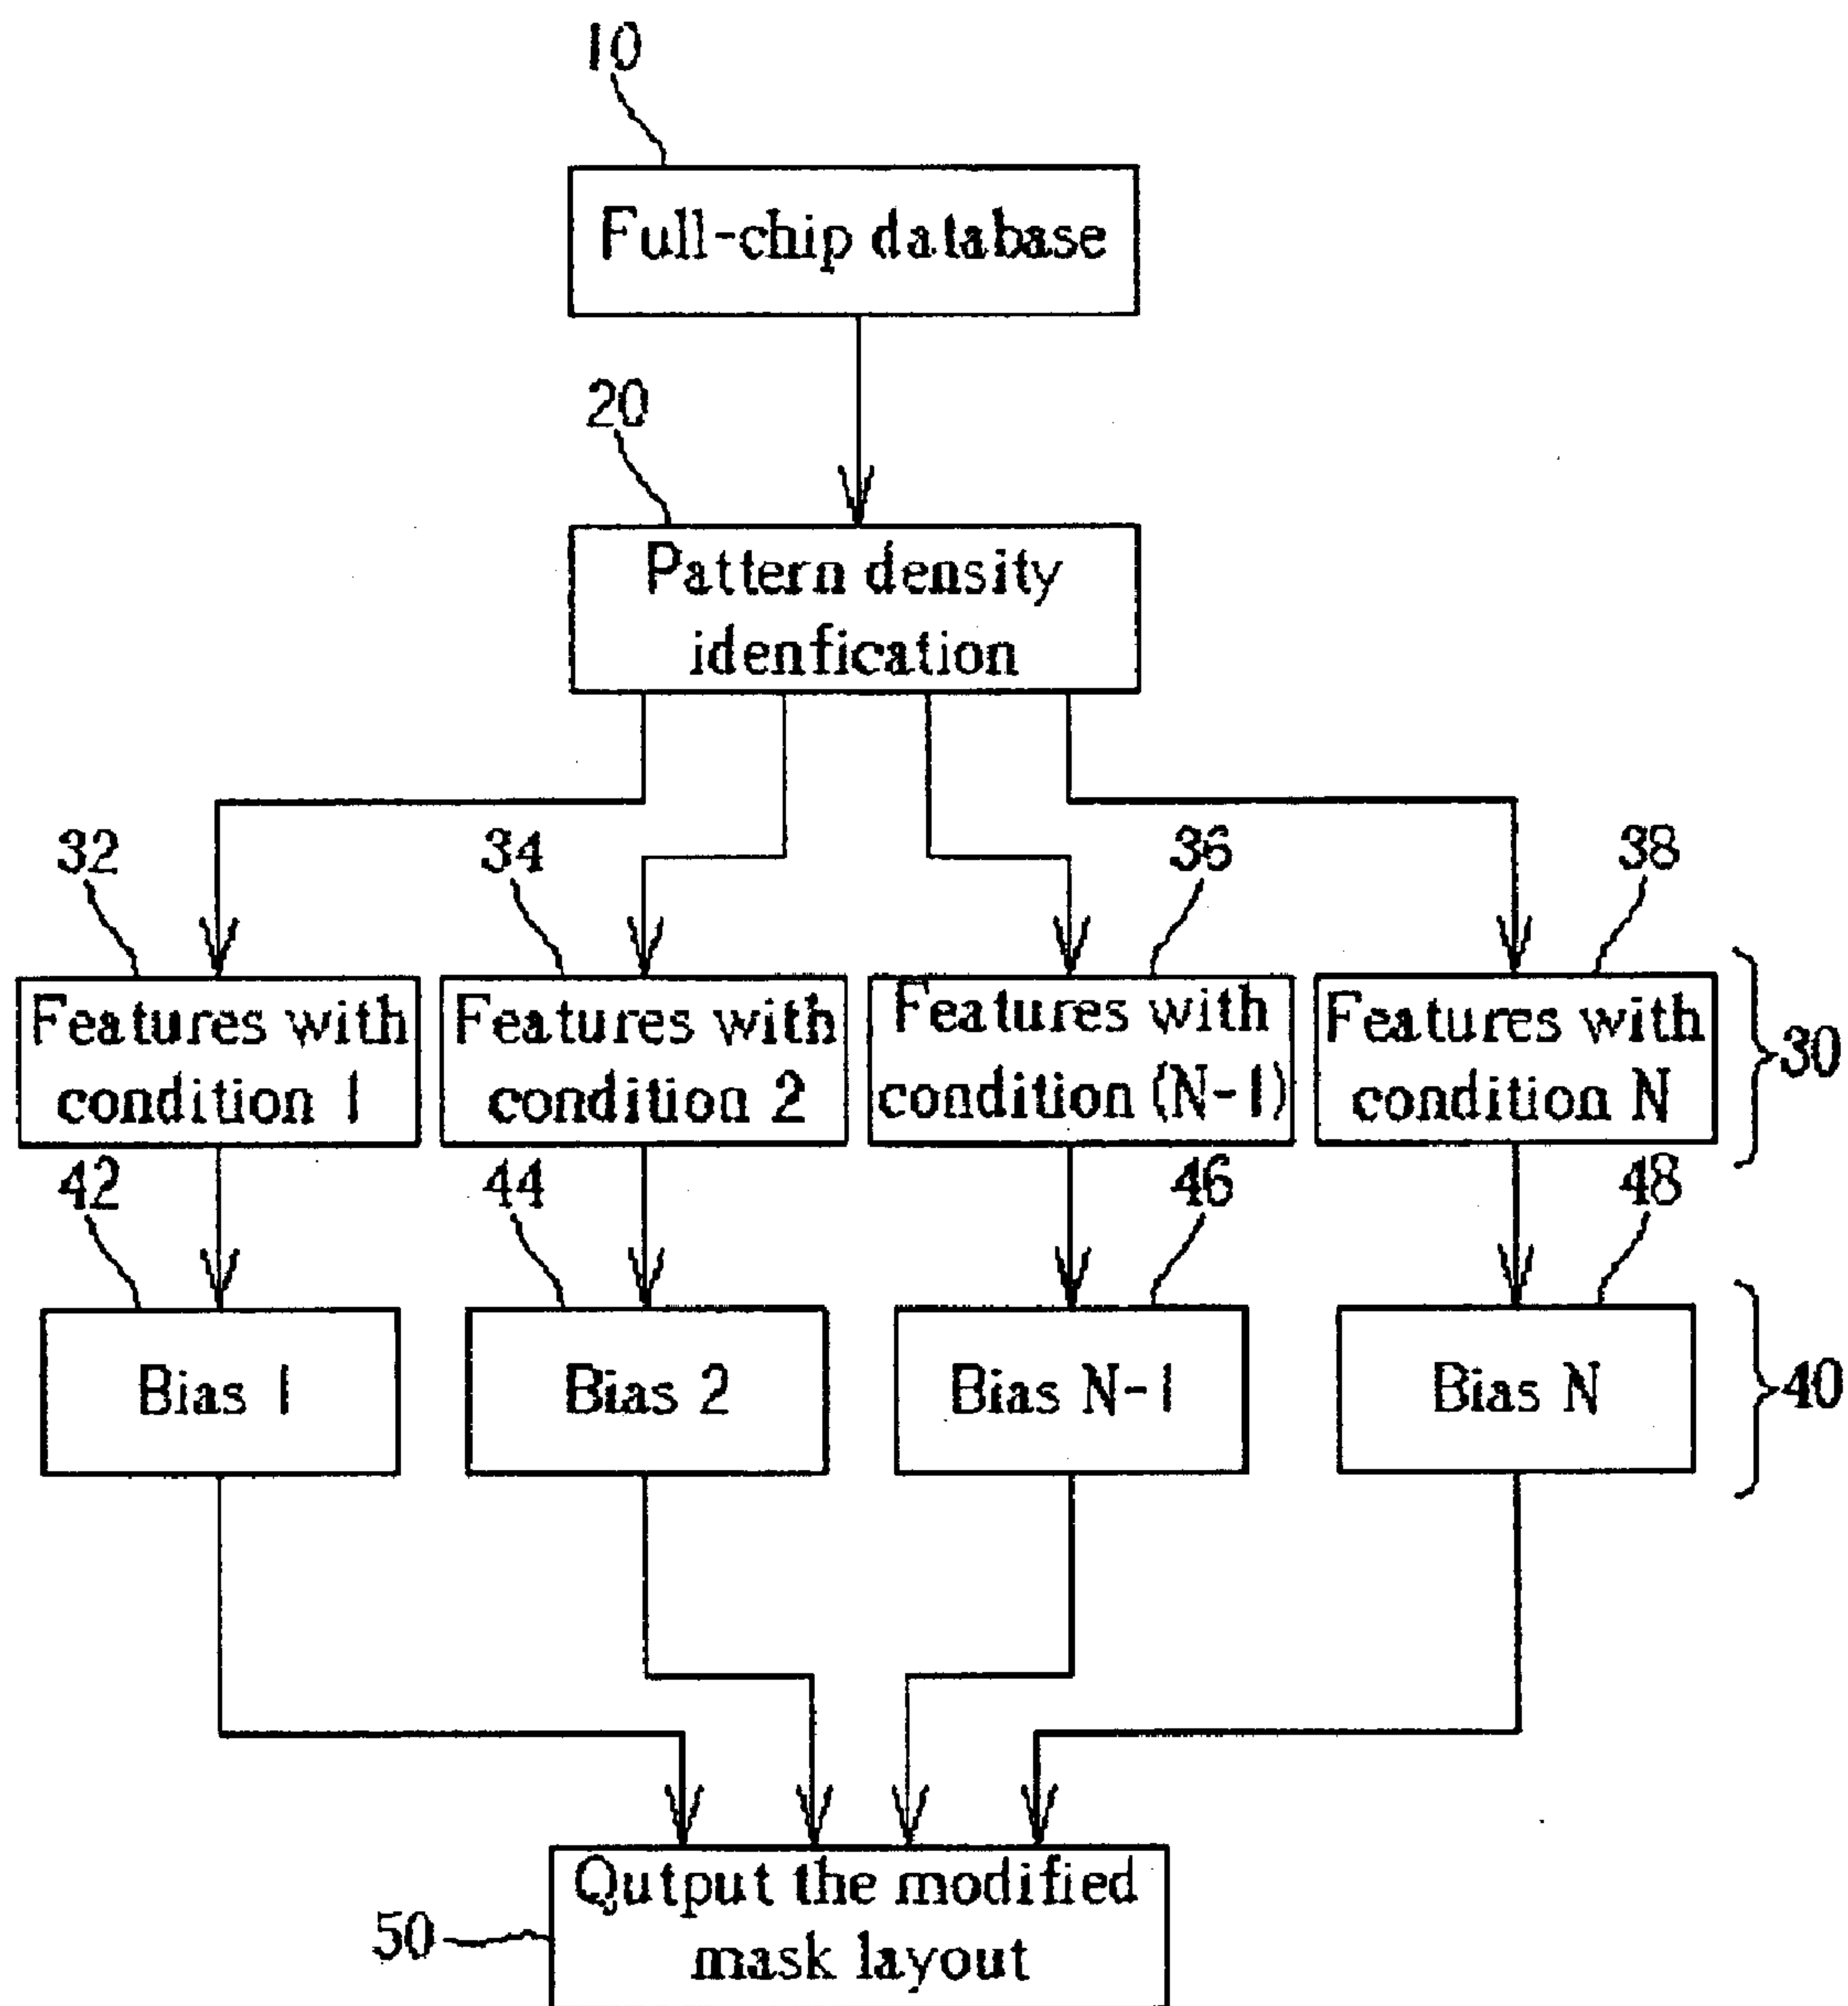 10
Full-chip database
20
Pattern density
idenfication
32
34
36
38
Features with
condition 1
Features with
condition 2
Features with
condition (N-1)
Features with
condition N
30
42
44
46
48
Bias 1
Bias 2
Bias N-1
Bias N
40
Qutput the modified
mask layout
50